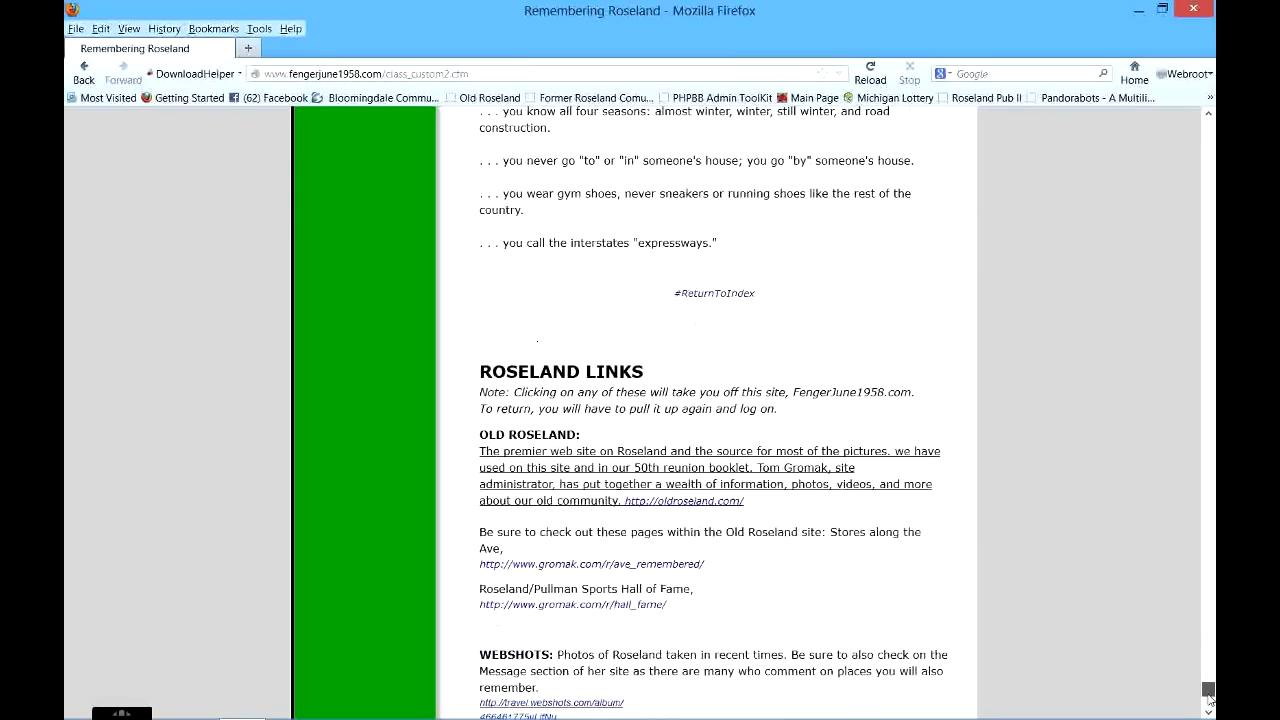 Remembering Roseland - Mozilla Firefox
File Edit View History Bookmarks Tools Help
Remembering Roseland
Back Forward DownloadHelper www.fengerjune1958.com/class_custom2.cfm Reload Stop Google Home Webroot
Most Visited Getting Started (62) Facebook Bloomingdale Commu... Old Roseland Former Roseland Comu... PHPBB Admin ToolKit Main Page Michigan Lottery Roseland Pub II Pandorabots - A Multili... »
. . . you know all four seasons: almost winter, winter, still winter, and road
construction.
. . . you never go "to" or "in" someone's house; you go "by" someone's house.
. . . you wear gym shoes, never sneakers or running shoes like the rest of the
country.
. . . you call the interstates "expressways."
#ReturnToIndex
.
ROSELAND LINKS
Note: Clicking on any of these will take you off this site, FengerJune1958.com.
To return, you will have to pull it up again and log on.
OLD ROSELAND:
The premier web site on Roseland and the source for most of the pictures. we have
used on this site and in our 50th reunion booklet. Tom Gromak, site
administrator, has put together a wealth of information, photos, videos, and more
about our old community. http://oldroseland.com/
Be sure to check out these pages within the Old Roseland site: Stores along the
Ave,
http://www.gromak.com/r/ave_remembered/
Roseland/Pullman Sports Hall of Fame,
http://www.gromak.com/r/hall_fame/
WEBSHOTS: Photos of Roseland taken in recent times. Be sure to also check on the
Message section of her site as there are many who comment on places you will also
remember.
http://travel.webshots.com/album/